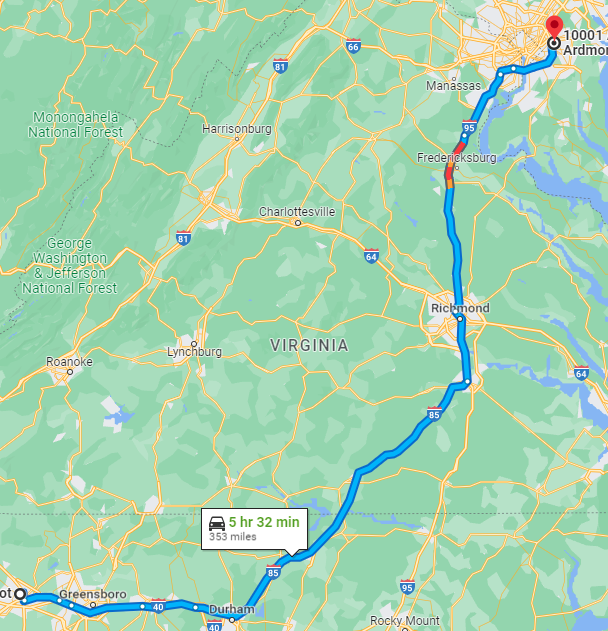 10001
Ardmor
66
81
Manassas
Monongahela
National Forest
Harrisonburg
95
Fredericksburg
Charlottesville
81
George
Washington
& Jefferson
National Forest
64
Richmond
VIRGINIA
Lynchburg
Roanoke
64
85
5 hr 32 min
353 miles
85
95
ot
Greensboro
40
Durham
40
Rocky Mount